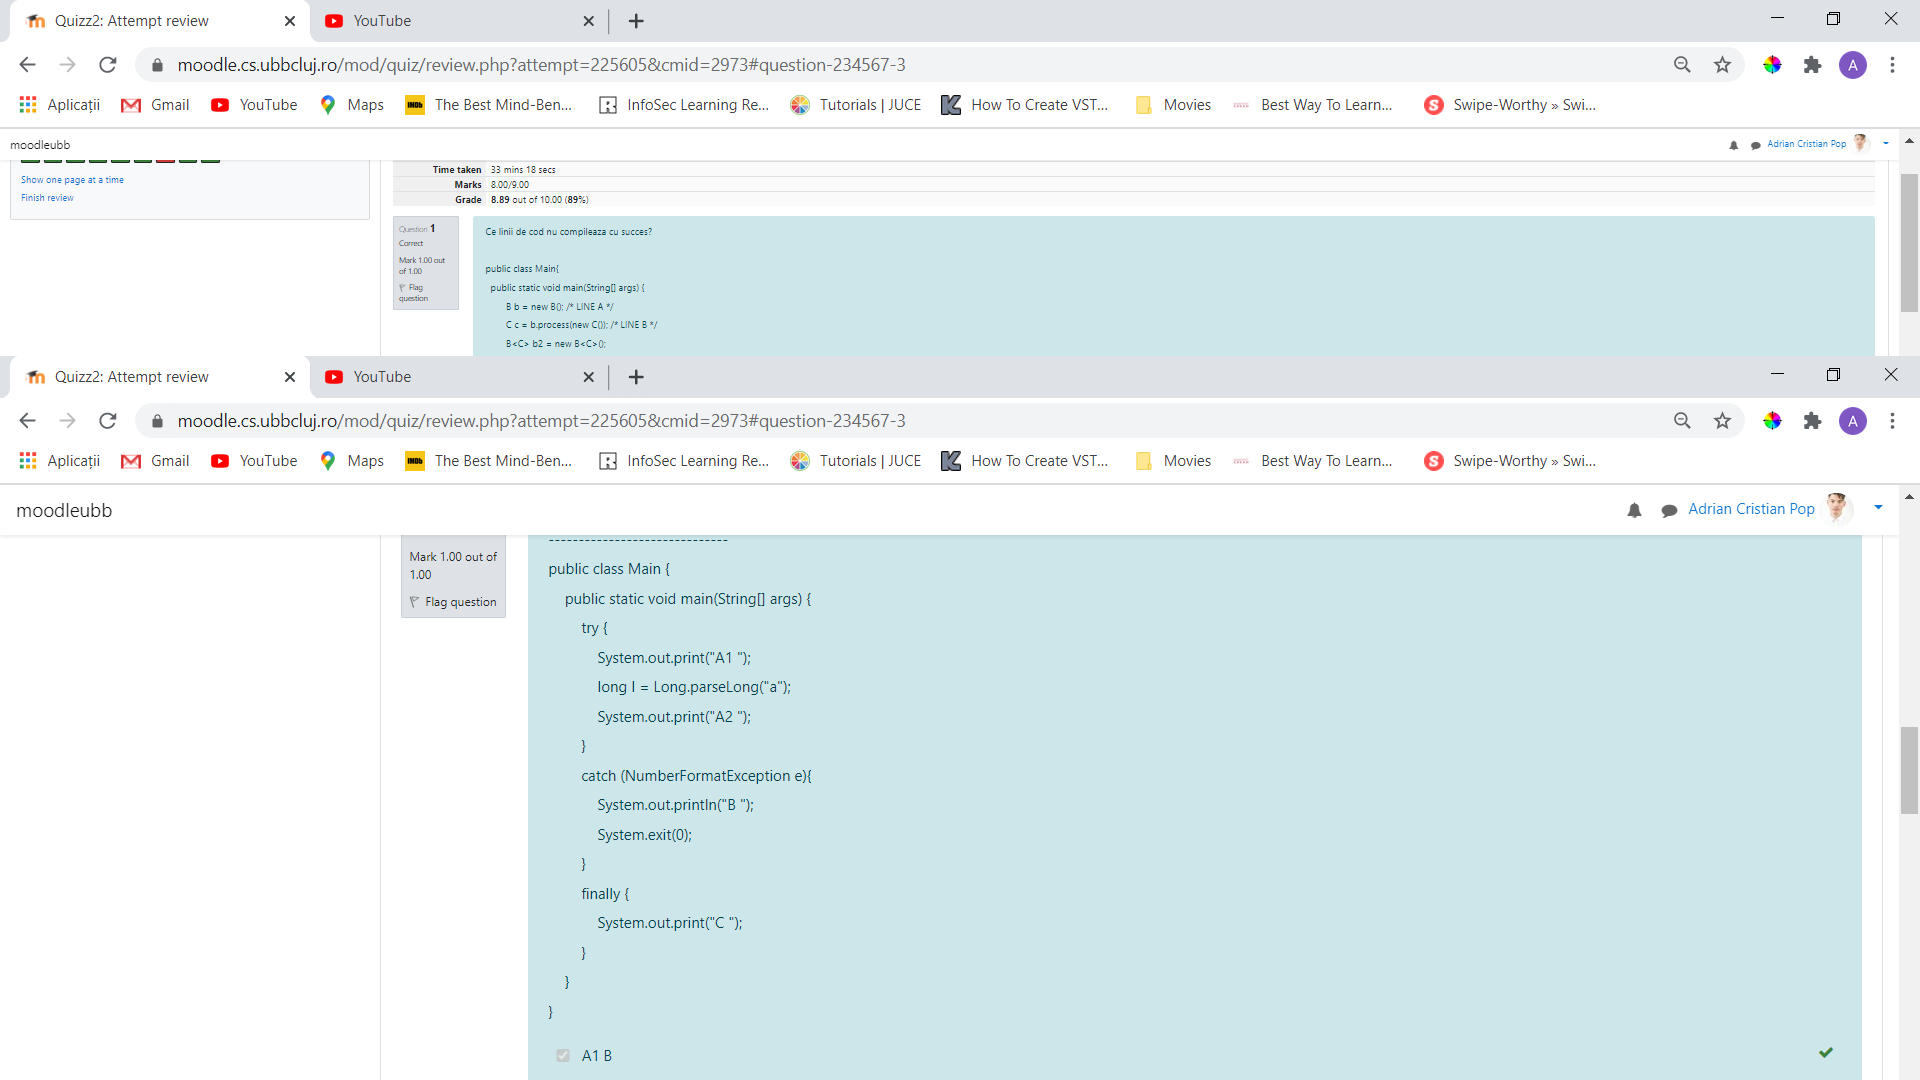 Quizz2: Attempt review
YouTube
moodle.cs.ubbcluj.ro/mod/quiz/review.php?attempt=225605&cmid=2973#question-234567-3
A
Aplicații Gmail YouTube Maps The Best Mind-Ben... InfoSec Learning Re... Tutorials | JUCE How To Create VST... Movies Best Way To Learn... Swipe-Worthy » Swi...
moodleubb
Adrian Cristian Pop
Show one page at a time
Finish review
Time taken 33 mins 18 secs
Marks 8.00/9.00
Grade 8.89 out of 10.00 (89%)
Question 1
Correct
Mark 1.00 out
of 1.00
Flag
question
Ce linii de cod nu compileaza cu succes?
public class Main{
public static void main(String[] args) {
B b = new B(); /* LINE A */
C c = b.process(new C()); /* LINE B */
B<C> b2 = new B<C>();
Quizz2: Attempt review
YouTube
moodle.cs.ubbcluj.ro/mod/quiz/review.php?attempt=225605&cmid=2973#question-234567-3
A
Aplicații Gmail YouTube Maps The Best Mind-Ben... InfoSec Learning Re... Tutorials | JUCE How To Create VST... Movies Best Way To Learn... Swipe-Worthy » Swi...
moodleubb
Adrian Cristian Pop
Mark 1.00 out of
1.00
Flag question
------------------------------
public class Main {
public static void main(String[] args) {
try {
System.out.print("A1 ");
long l = Long.parseLong("a");
System.out.print("A2 ");
}
catch (NumberFormatException e){
System.out.println("B ");
System.exit(0);
}
finally {
System.out.print("C ");
}
}
}
A1 B